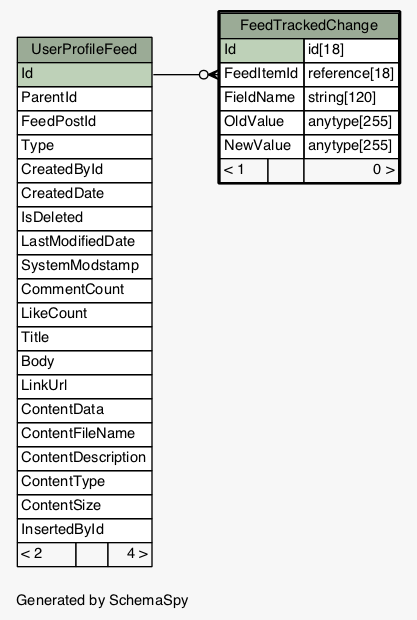 UserProfileFeed
Id
ParentId
FeedPostId
Type
CreatedById
CreatedDate
IsDeleted
LastModifiedDate
SystemModstamp
CommentCount
LikeCount
Title
Body
LinkUrl
ContentData
ContentFileName
ContentDescription
ContentType
ContentSize
InsertedById
< 2 4 >
FeedTrackedChange
Id id[18]
FeedItemId reference[18]
FieldName string[120]
OldValue anytype[255]
NewValue anytype[255]
< 1 0 >
Generated by SchemaSpy